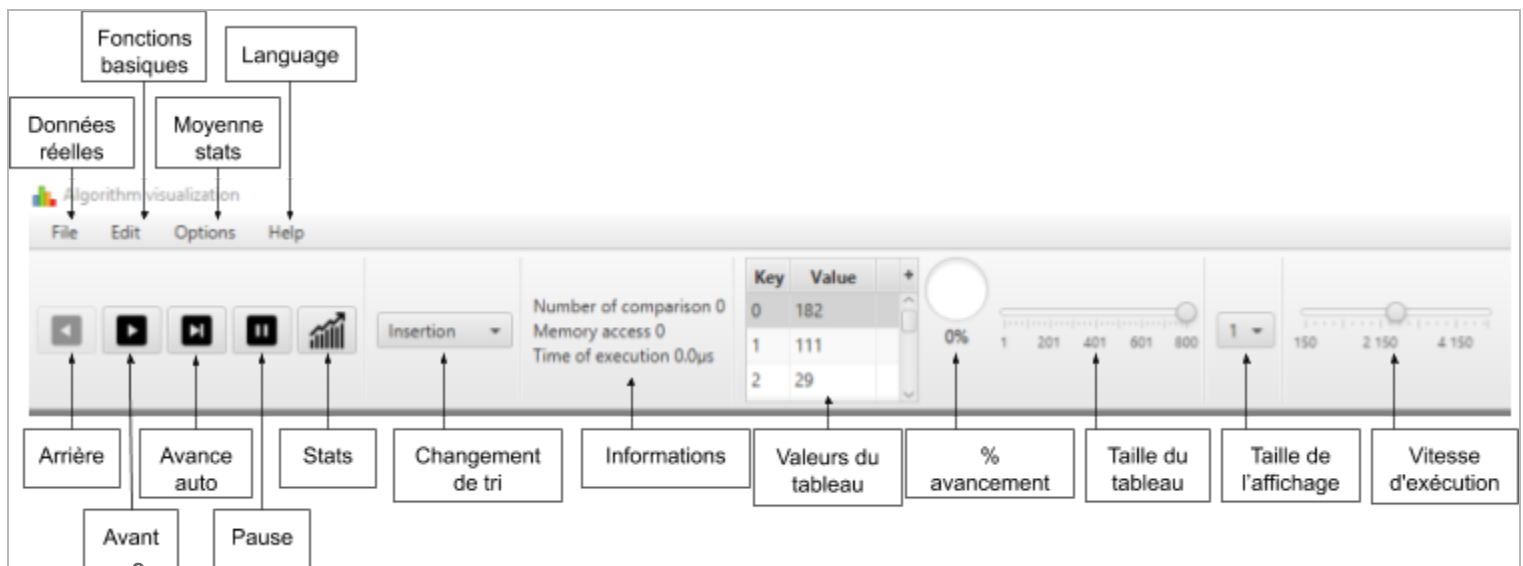 Fonctions
basiques
Language
Données
réelles
Moyenne
stats
Algorithm visualization
File Edit Options Help
Key Value +
0 182
1 111
2 29
Number of comparison 0
Memory access 0
Time of execution 0.0µs
Insertion
0%
1 201 401 601 800
1
150 2 150 4 150
Arrière
Avance
auto
Stats
Changement
de tri
Informations
Valeurs du
tableau
%
avancement
Taille du
tableau
Taille de
l'affichage
Vitesse
d'exécution
Avant
Pause